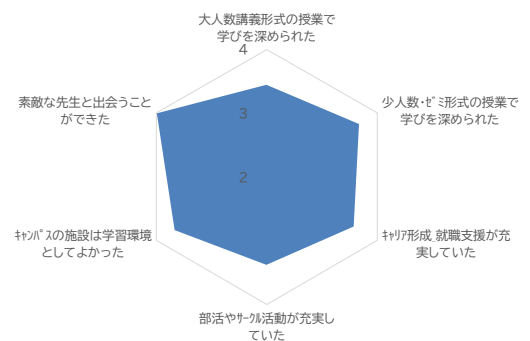 大人数講義形式の授業で
学びを深められた
4
素敵な先生と出会うこと
ができた
少人数・ｾﾞﾐ形式の授業で
学びを深められた
3
2
ｷｬﾝﾊﾟｽの施設は学習環境
としてよかった
ｷｬﾘｱ形成_就職支援が充
実していた
部活やｻｰｸﾙ活動が充実し
ていた